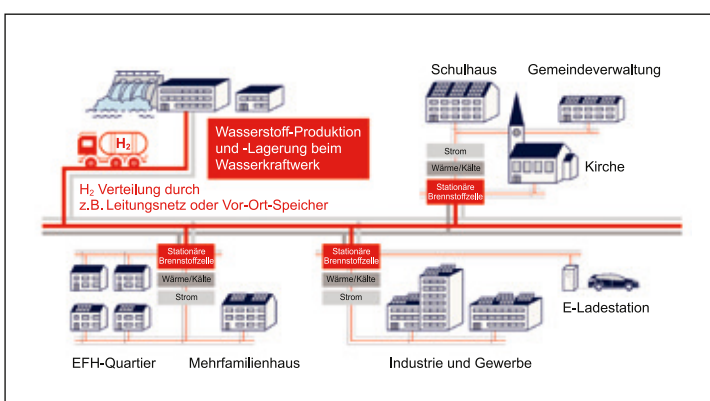 Schulhaus
Gemeindeverwaltung
H₂
Wasserstoff-Produktion
und -Lagerung beim
Wasserkraftwerk
Strom
Wärme/Kälte
Stationäre
Brennstoffzelle
Kirche
H₂ Verteilung durch
z.B. Leitungsnetz oder Vor-Ort-Speicher
Stationäre
Brennstoffzelle
Wärme/Kälte
Strom
Stationäre
Brennstoffzelle
Wärme/Kälte
Strom
E-Ladestation
EFH-Quartier
Mehrfamilienhaus
Industrie und Gewerbe